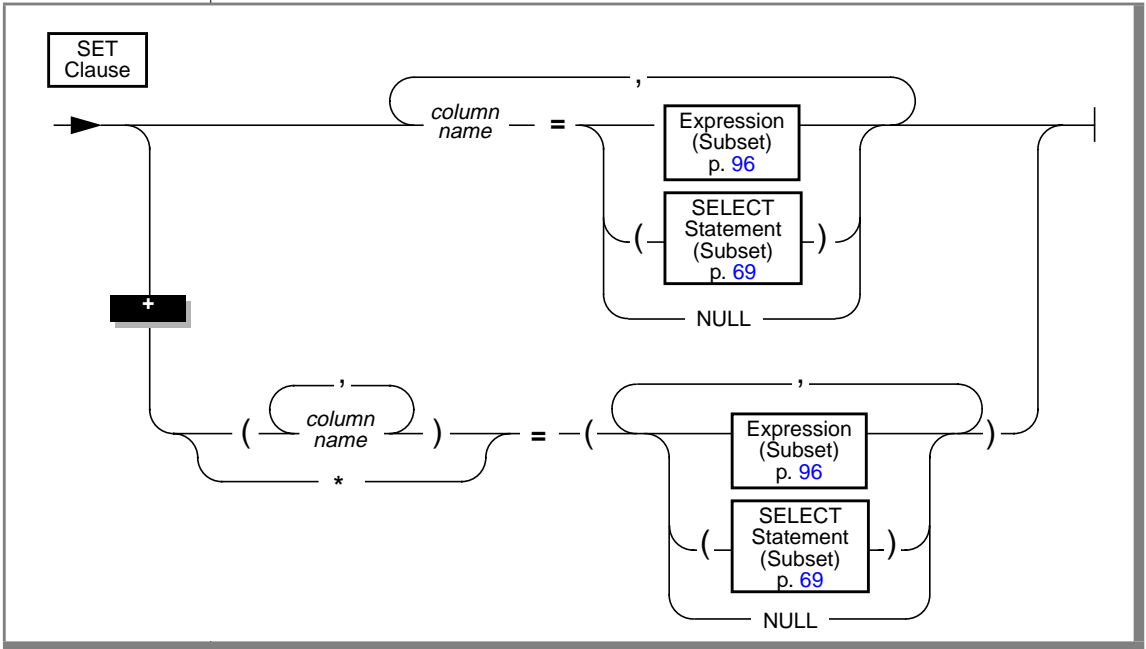 SET
Clause
,
column
name
=
Expression
(Subset)
p. 96
(
SELECT
Statement
(Subset)
p. 69
)
NULL
+
(
,
column
name
)
*
=
(
,
Expression
(Subset)
p. 96
(
SELECT
Statement
(Subset)
p. 69
)
NULL
)